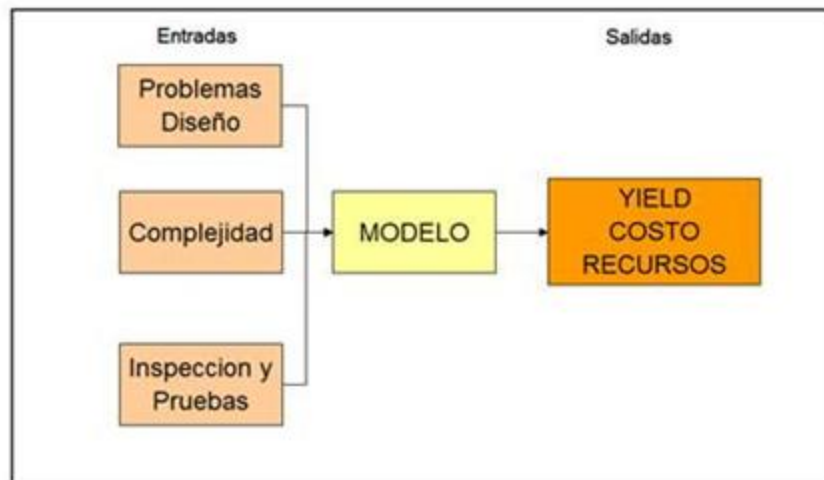 Entradas
Salidas
Problemas
Diseño
Complejidad
MODELO
YIELD
COSTO
RECURSOS
Inspeccion y
Pruebas